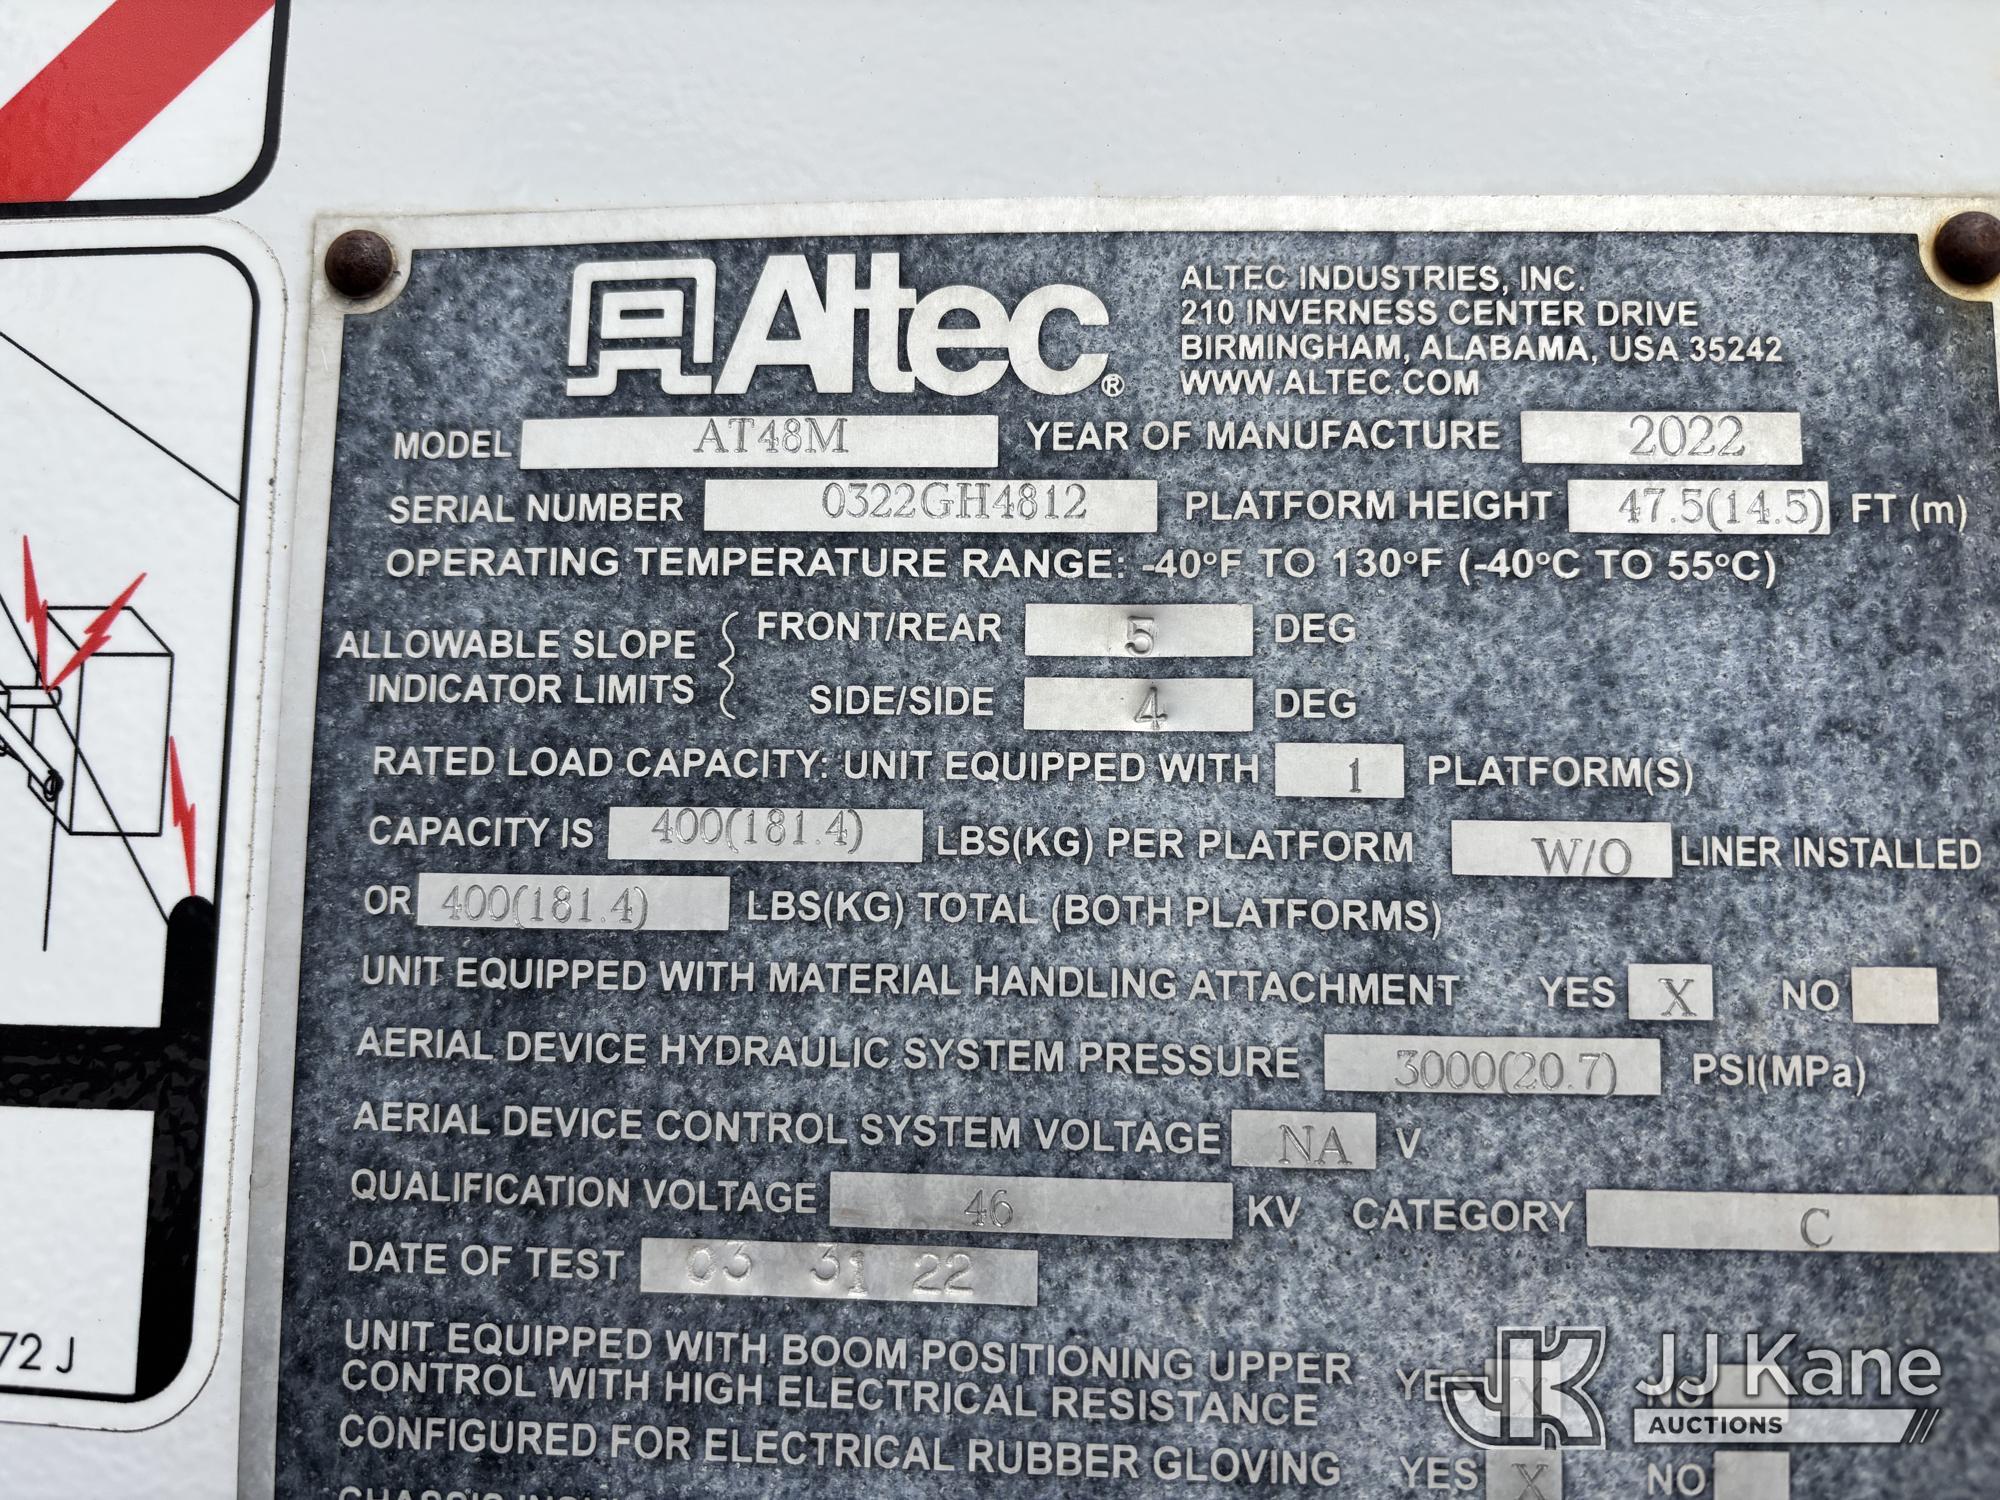 Altec®
ALTEC INDUSTRIES, INC.
210 INVERNESS CENTER DRIVE
BIRMINGHAM, ALABAMA, USA 35242
WWW.ALTEC.COM
MODEL AT48M YEAR OF MANUFACTURE 2022
SERIAL NUMBER 0322GH4812 PLATFORM HEIGHT 47.5(14.5) FT (m)
OPERATING TEMPERATURE RANGE: -40°F TO 130°F (-40°C TO 55°C)
ALLOWABLE SLOPE INDICATOR LIMITS
FRONT/REAR 5 DEG
SIDE/SIDE 4 DEG
RATED LOAD CAPACITY: UNIT EQUIPPED WITH 1 PLATFORM(S)
CAPACITY IS 400(181.4) LBS(KG) PER PLATFORM W/O LINER INSTALLED
OR 400(181.4) LBS(KG) TOTAL (BOTH PLATFORMS)
UNIT EQUIPPED WITH MATERIAL HANDLING ATTACHMENT YES X NO
AERIAL DEVICE HYDRAULIC SYSTEM PRESSURE 3000(20.7) PSI(MPa)
AERIAL DEVICE CONTROL SYSTEM VOLTAGE NA V
QUALIFICATION VOLTAGE 46 KV CATEGORY C
DATE OF TEST 03 31 22
UNIT EQUIPPED WITH BOOM POSITIONING UPPER
CONTROL WITH HIGH ELECTRICAL RESISTANCE YES X NO
CONFIGURED FOR ELECTRICAL RUBBER GLOVING YES X NO
72 J
JJ Kane
AUCTIONS